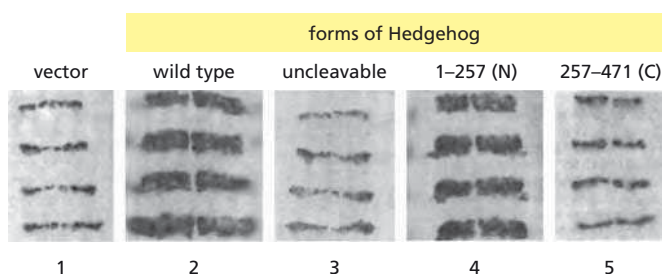 forms of Hedgehog
vector wild type uncleavable 1–257 (N) 257–471 (C)
1 2 3 4 5